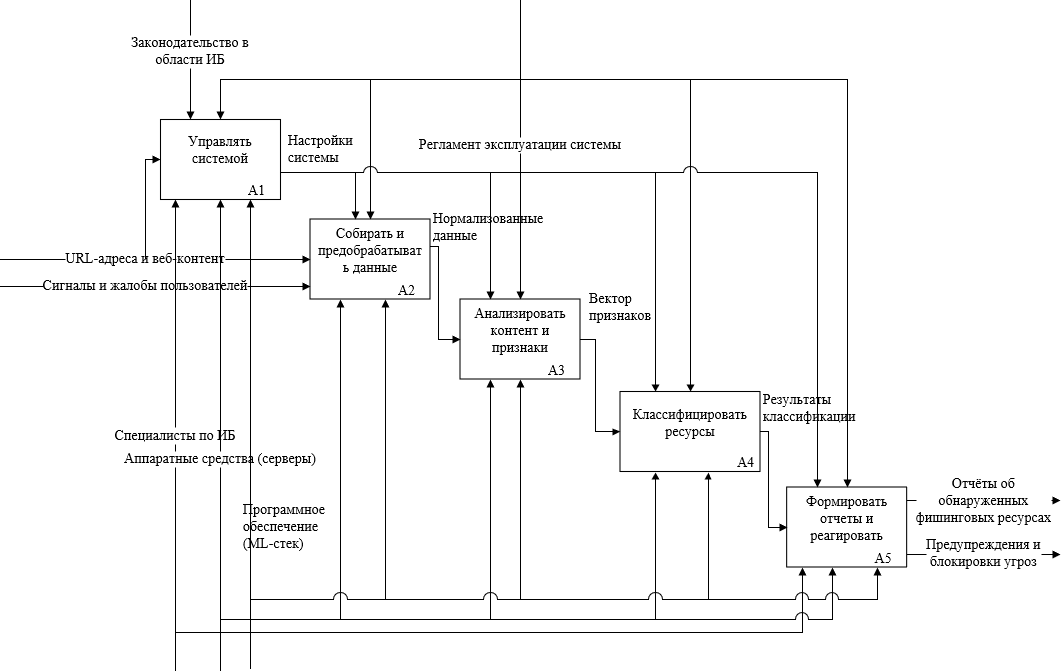 Законодательство в
области ИБ
Управлять
системой
A1
Настройки
системы
Регламент эксплуатации системы
Нормализованные
данные
Собирать и
предобрабатыват
ь данные
A2
URL-адреса и веб-контент
Сигналы и жалобы пользователей
Вектор
признаков
Анализировать
контент и
признаки
A3
Результаты
классификации
Классифицировать
ресурсы
A4
Специалисты по ИБ
Аппаратные средства (серверы)
Программное
обеспечение
(ML-стек)
Формировать
отчеты и
реагировать
A5
Отчёты об
обнаруженных
фишинговых ресурсах
Предупреждения и
блокировки угроз